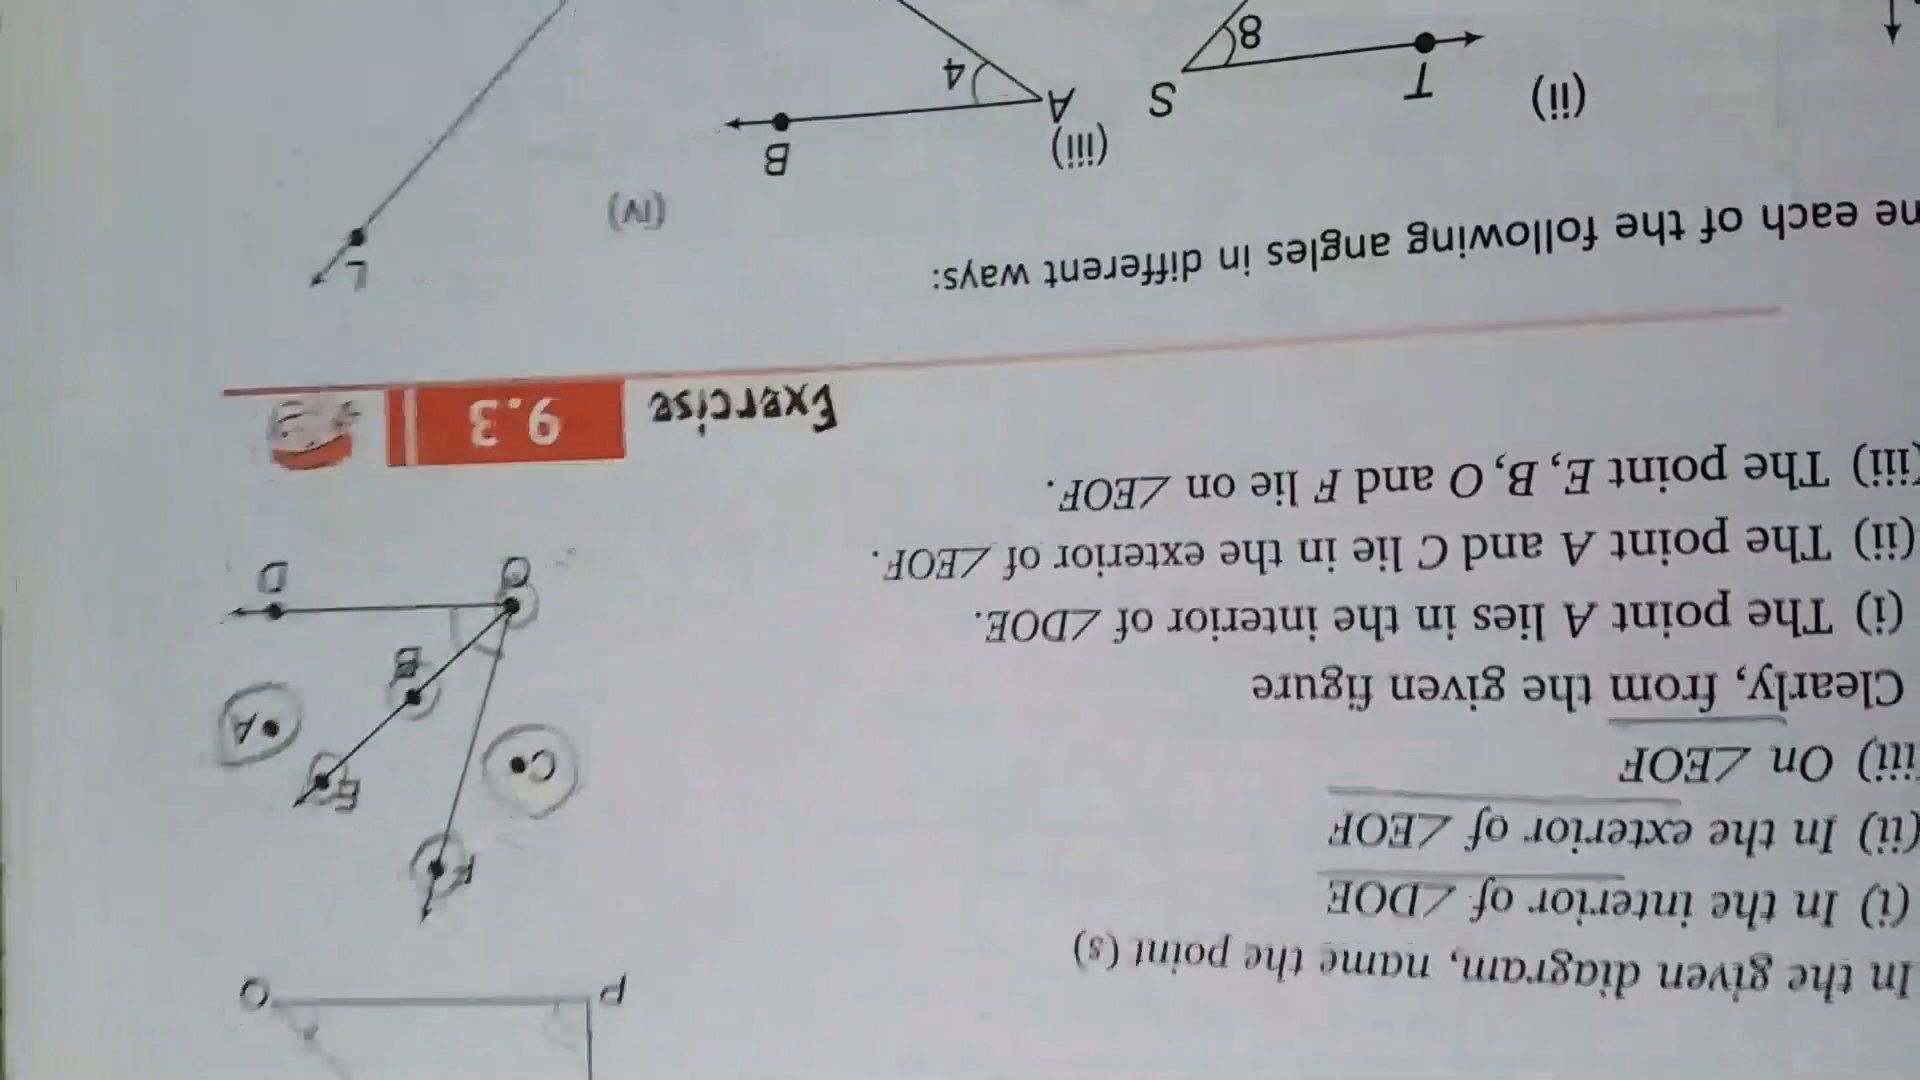 P
Q
In the given diagram, name the point (s)
(i) In the interior of ∠DOE
(ii) In the exterior of ∠EOF
iii) On ∠EOF
Clearly, from the given figure
(i) The point A lies in the interior of ∠DOE.
(ii) The point A and C lie in the exterior of ∠EOF.
(iii) The point E, B, O and F lie on ∠EOF.
F
C
E
A
B
O
D
Exercise 9.3
ne each of the following angles in different ways:
(ii)
T
S
8
(iii)
A
4
B
(iv)
L